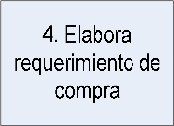 4. Elabora
requerimiento de
compra